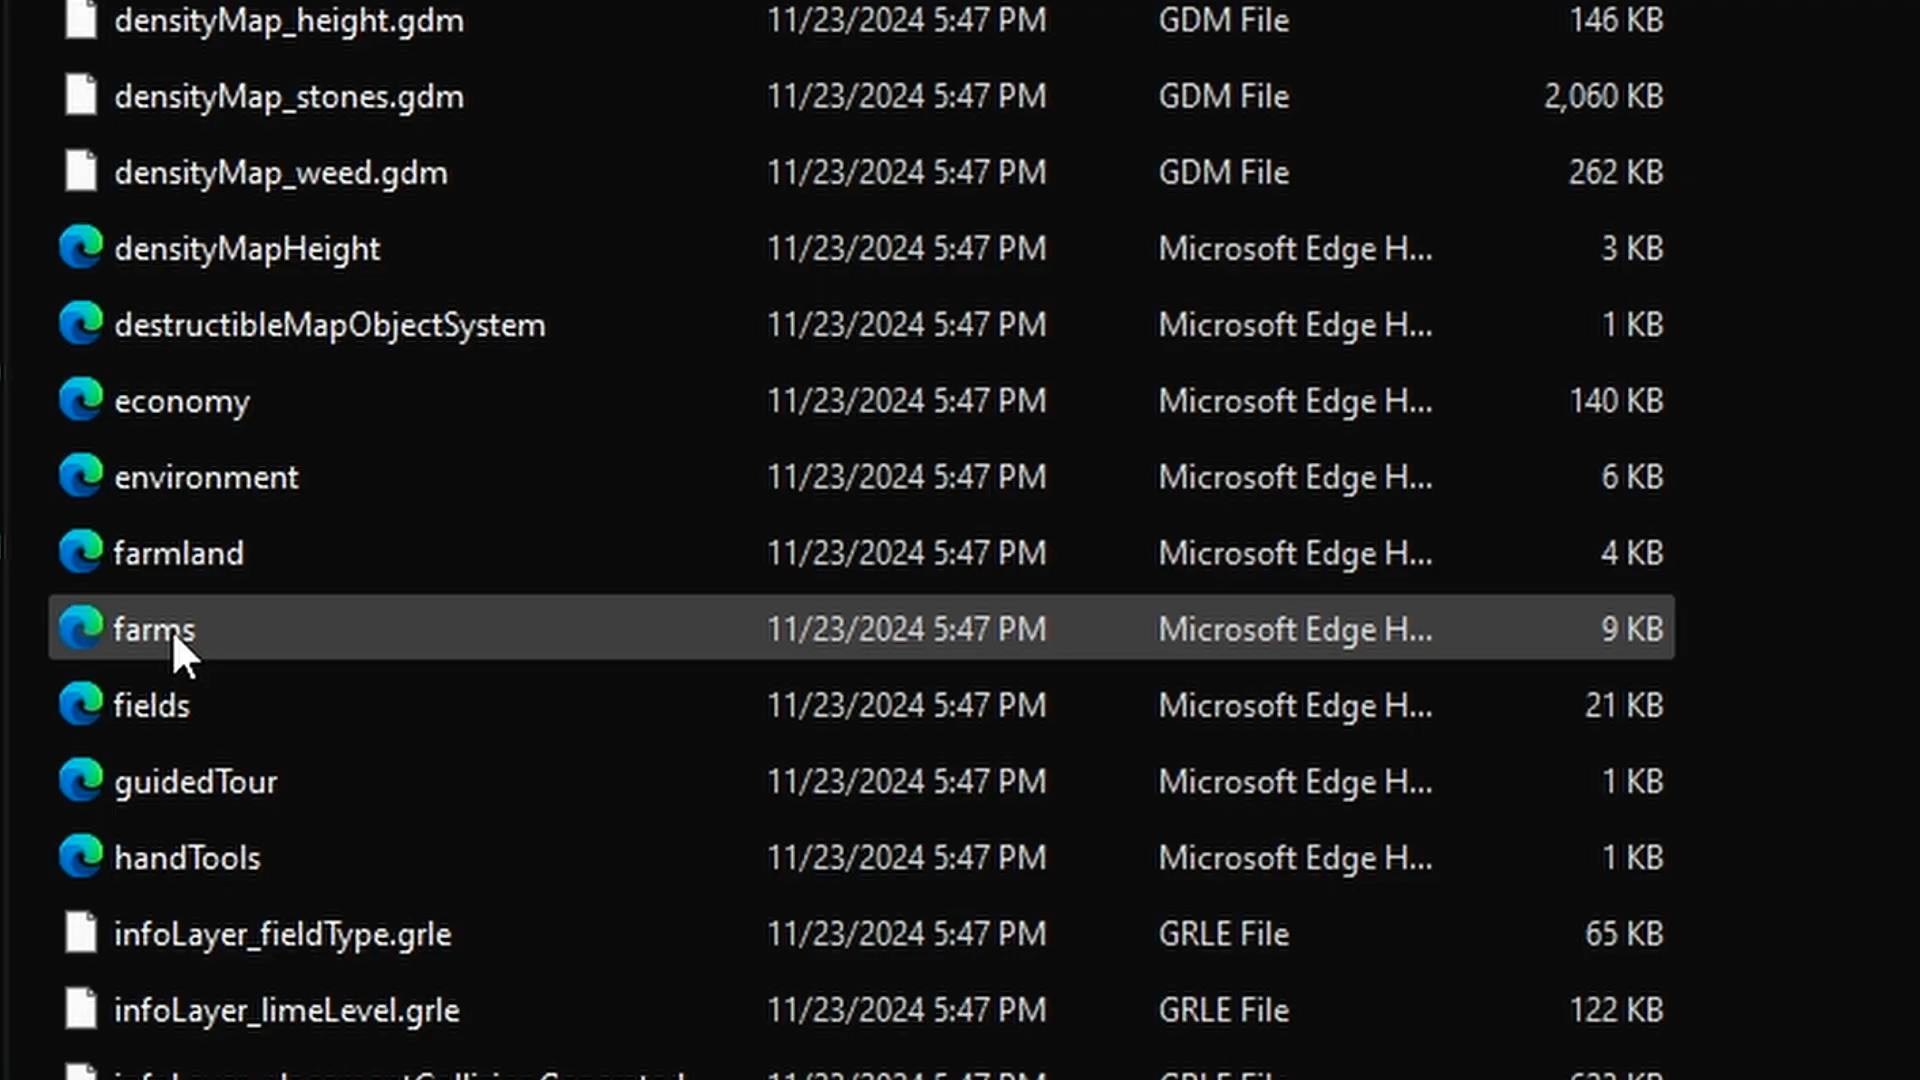 densityMap_height.gdm 11/23/2024 5:47 PM GDM File 146 KB
densityMap_stones.gdm 11/23/2024 5:47 PM GDM File 2,060 KB
densityMap_weed.gdm 11/23/2024 5:47 PM GDM File 262 KB
densityMapHeight 11/23/2024 5:47 PM Microsoft Edge H... 3 KB
destructibleMapObjectSystem 11/23/2024 5:47 PM Microsoft Edge H... 1 KB
economy 11/23/2024 5:47 PM Microsoft Edge H... 140 KB
environment 11/23/2024 5:47 PM Microsoft Edge H... 6 KB
farmland 11/23/2024 5:47 PM Microsoft Edge H... 4 KB
farms 11/23/2024 5:47 PM Microsoft Edge H... 9 KB
fields 11/23/2024 5:47 PM Microsoft Edge H... 21 KB
guidedTour 11/23/2024 5:47 PM Microsoft Edge H... 1 KB
handTools 11/23/2024 5:47 PM Microsoft Edge H... 1 KB
infoLayer_fieldType.grle 11/23/2024 5:47 PM GRLE File 65 KB
infoLayer_limeLevel.grle 11/23/2024 5:47 PM GRLE File 122 KB